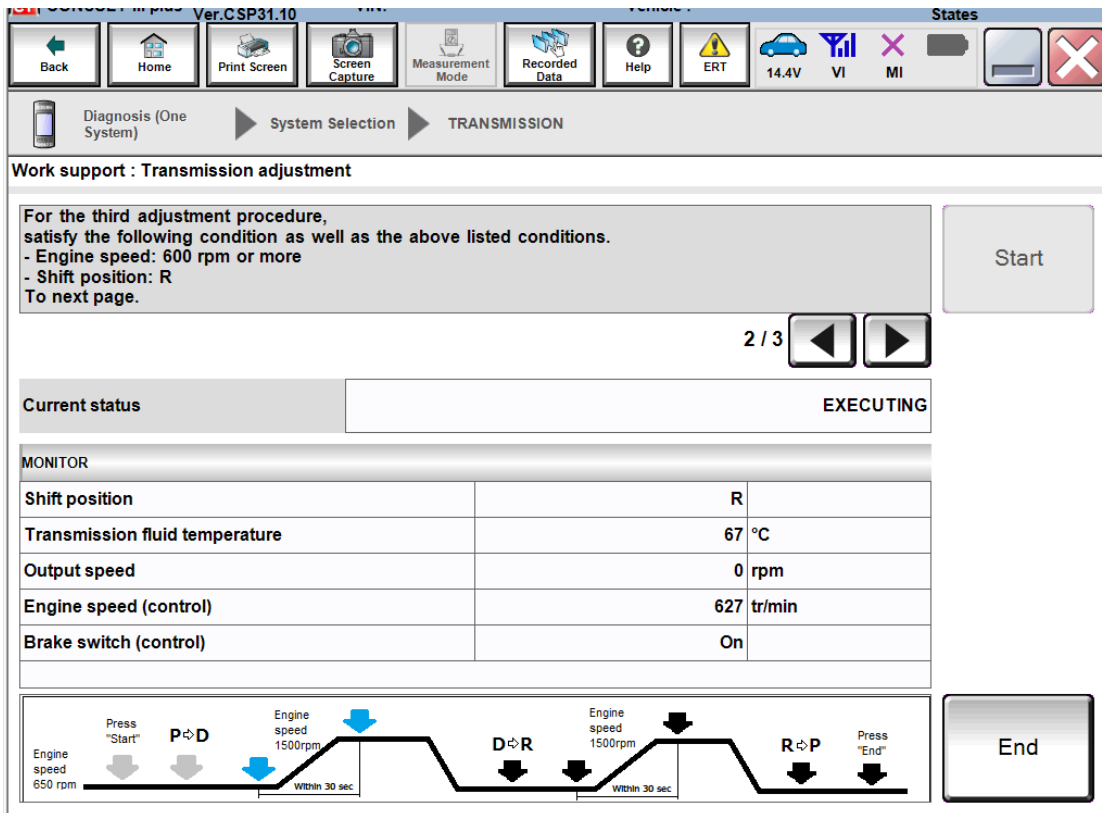 Ver.CSP31.10
States
Back
Home
Print Screen
Screen
Capture
Measurement
Mode
Recorded
Data
Help
ERT
14.4V
VI
MI
Diagnosis (One
System)
System Selection
TRANSMISSION
Work support : Transmission adjustment
For the third adjustment procedure,
satisfy the following condition as well as the above listed conditions.
- Engine speed: 600 rpm or more
- Shift position: R
To next page.
Start
2 / 3
Current status
EXECUTING
MONITOR
Shift position R
Transmission fluid temperature 67 °C
Output speed 0 rpm
Engine speed (control) 627 tr/min
Brake switch (control) On
Engine
speed
650 rpm
Press
"Start"
P⇨D
Engine
speed
1500rpm
Within 30 sec
D⇨R
Engine
speed
1500rpm
Within 30 sec
R⇨P
Press
"End"
End